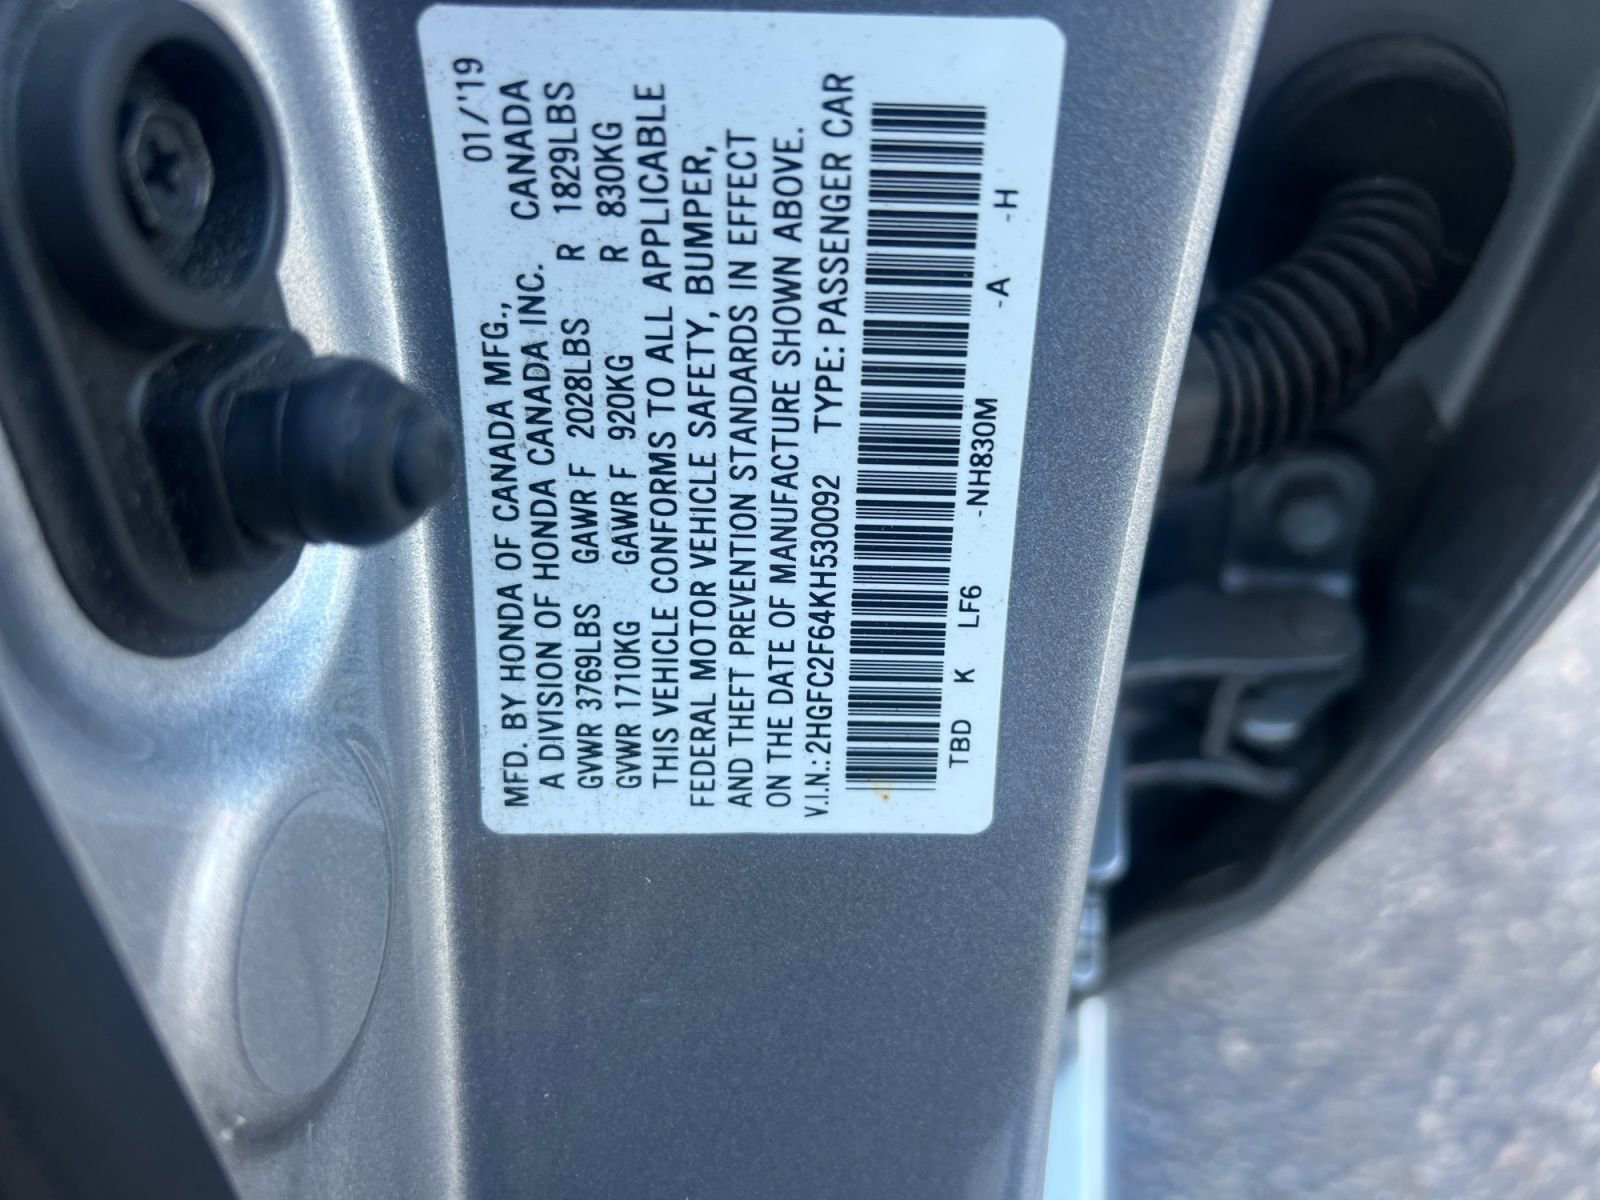 01/'19
MFD. BY HONDA OF CANADA MFG., CANADA
A DIVISION OF HONDA CANADA INC.
GVWR 3769LBS GAWR F 2028LBS R 1829LBS
GVWR 1710KG GAWR F 920KG R 830KG
THIS VEHICLE CONFORMS TO ALL APPLICABLE
FEDERAL MOTOR VEHICLE SAFETY, BUMPER,
AND THEFT PREVENTION STANDARDS IN EFFECT
ON THE DATE OF MANUFACTURE SHOWN ABOVE.
V.I.N.: 2HGFC2F64KH530092 TYPE: PASSENGER CAR
TBD K LF6 -NH830M -A -H